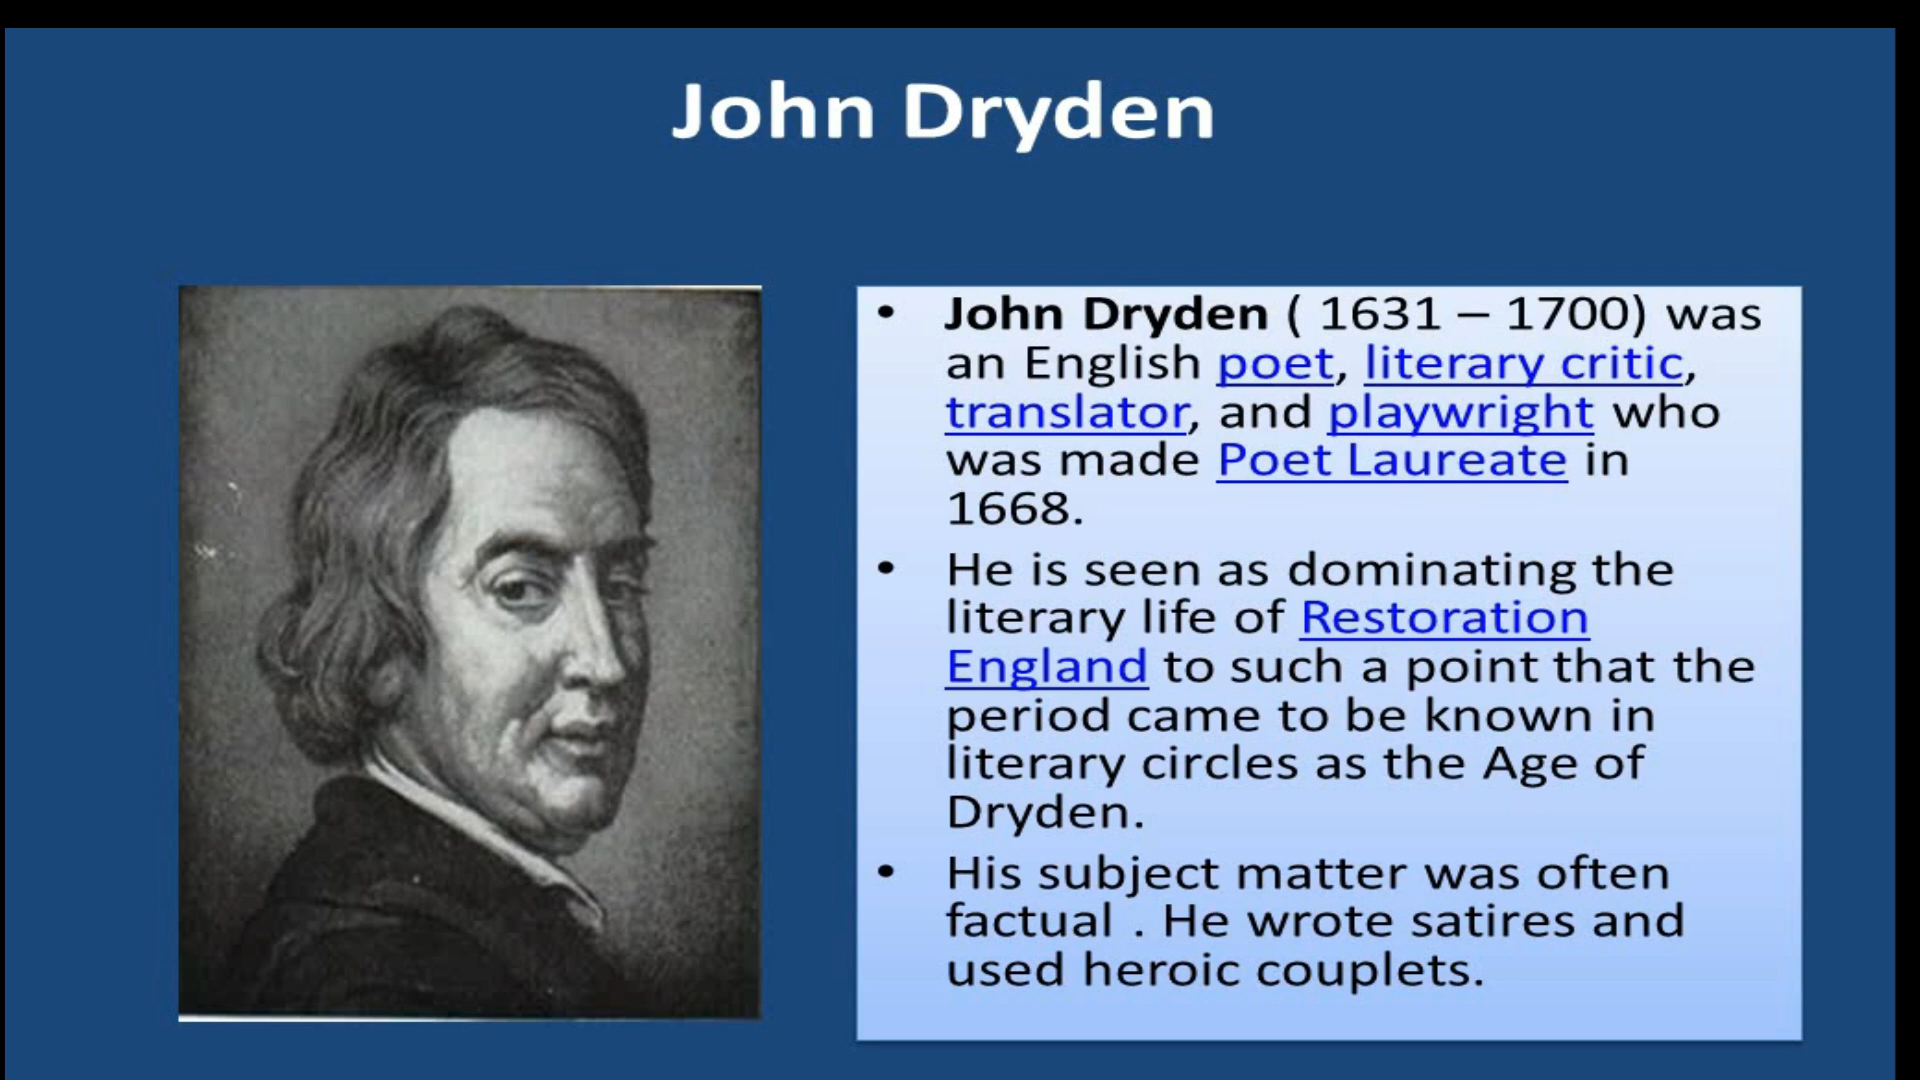 John Dryden
• John Dryden ( 1631 – 1700) was
an English poet, literary critic,
translator, and playwright who
was made Poet Laureate in
1668.
• He is seen as dominating the
literary life of Restoration
England to such a point that the
period came to be known in
literary circles as the Age of
Dryden.
• His subject matter was often
factual . He wrote satires and
used heroic couplets.